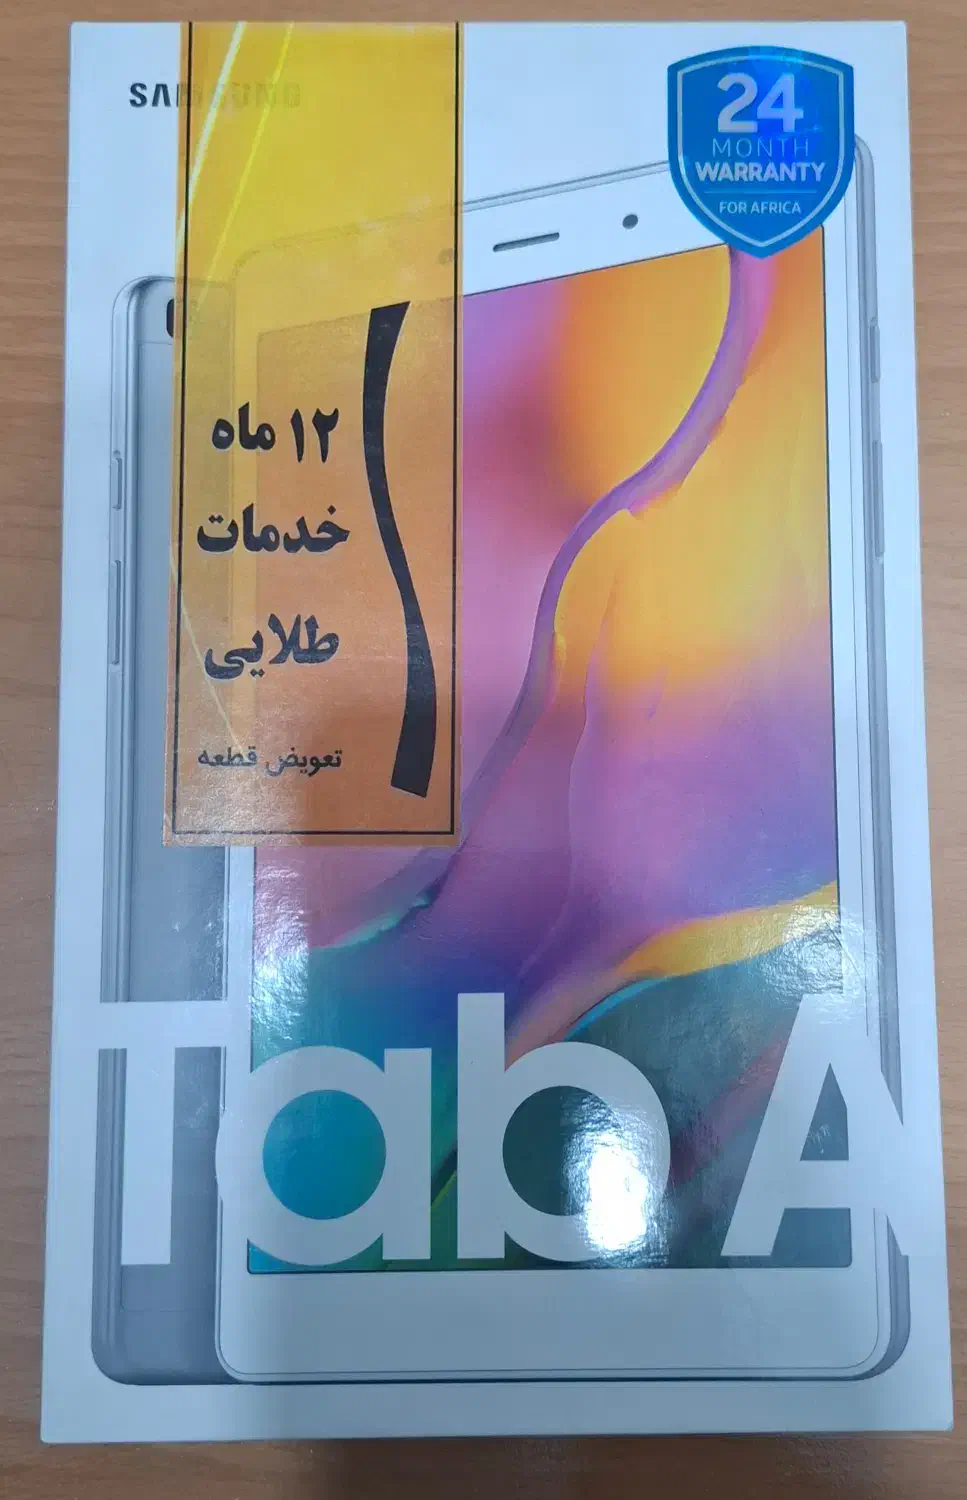 SAMSUNG
24
MONTH
WARRANTY
FOR AFRICA
۱۲ ماه
خدمات
طلایی
تعویض قطعه
Tab A